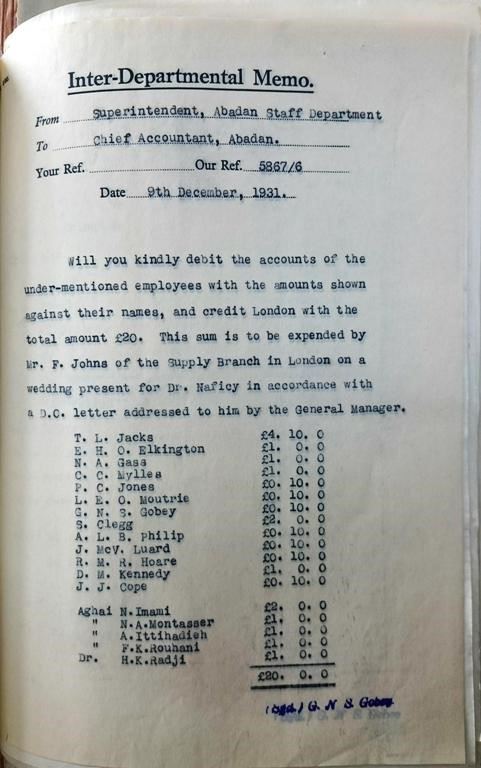 Inter-Departmental Memo.
From Superintendent, Abadan Staff Department
To Chief Accountant, Abadan.
Your Ref. Our Ref. 5867/6
Date 9th December, 1931.
Will you kindly debit the accounts of the
under-mentioned employees with the amounts shown
against their names, and credit London with the
total amount £20. This sum is to be expended by
Mr. F. Johns of the Supply Branch in London on a
wedding present for Dr. Naficy in accordance with
a D.C. letter addressed to him by the General Manager.
T. L. Jacks £4. 10. 0
E. H. O. Elkington £1. 0. 0
N. A. Gass £1. 0. 0
C. C. Mylles £1. 0. 0
P. C. Jones £0. 10. 0
L. E. O. Moutrie £0. 10. 0
G. N. S. Gobey £0. 10. 0
S. Clegg £2. 0. 0
A. L. B. Philip £0. 10. 0
J. McV. Luard £0. 10. 0
R. M. R. Hoare £0. 10. 0
D. M. Kennedy £1. 0. 0
J. J. Cope £0. 10. 0
Aghai N.Imami £2. 0. 0
" N.A.Montasser £1. 0. 0
" A.Ittihadieh £1. 0. 0
" F.K.Rouhani £1. 0. 0
Dr. H.K.Radji £1. 0. 0
£20. 0. 0
(Sgd.) G. N S. Gobey